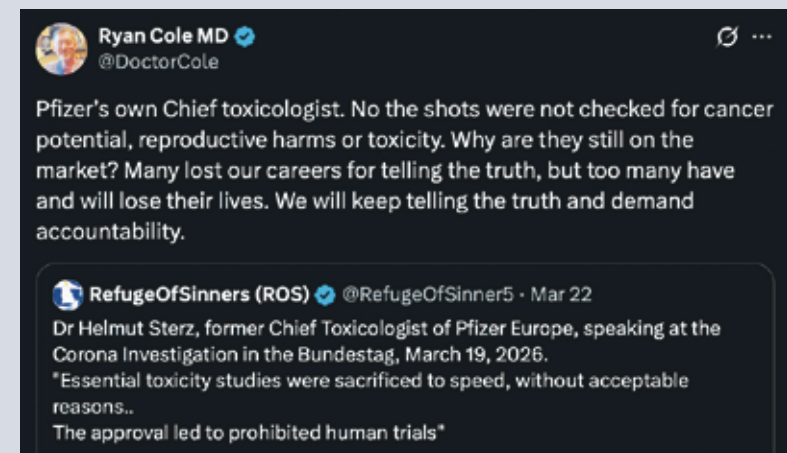 Ryan Cole MD
@DoctorCole
Pfizer's own Chief toxicologist. No the shots were not checked for cancer
potential, reproductive harms or toxicity. Why are they still on the
market? Many lost our careers for telling the truth, but too many have
and will lose their lives. We will keep telling the truth and demand
accountability.
RefugeOfSinners (ROS) @RefugeOfSinner5 · Mar 22
Dr Helmut Sterz, former Chief Toxicologist of Pfizer Europe, speaking at the
Corona Investigation in the Bundestag, March 19, 2026.
"Essential toxicity studies were sacrificed to speed, without acceptable
reasons..
The approval led to prohibited human trials"